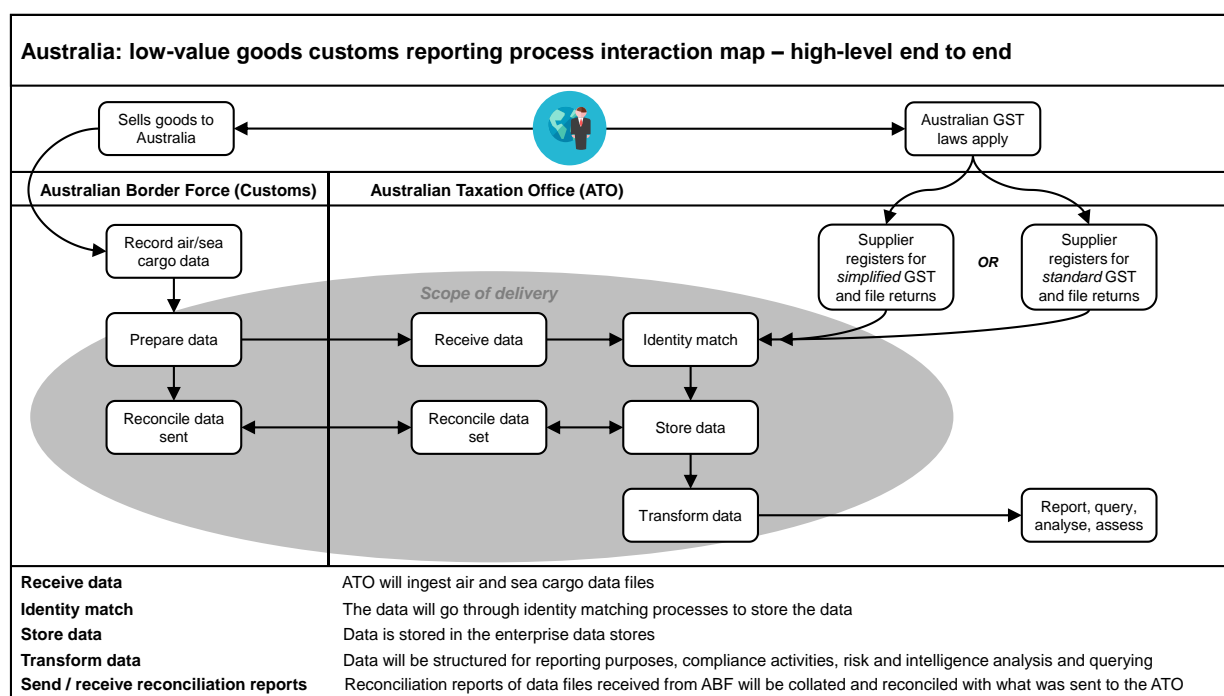 Australia: low-value goods customs reporting process interaction map – high-level end to end
Sells goods to
Australia
Australian GST
laws apply
Australian Border Force (Customs)
Australian Taxation Office (ATO)
Record air/sea
cargo data
Supplier
registers for
simplified GST
and file returns
OR
Supplier
registers for
standard GST
and file returns
Scope of delivery
Prepare data
Receive data
Identity match
Reconcile data
sent
Reconcile data
set
Store data
Transform data
Report, query,
analyse, assess
Receive data
ATO will ingest air and sea cargo data files
Identity match
The data will go through identity matching processes to store the data
Store data
Data is stored in the enterprise data stores
Transform data
Data will be structured for reporting purposes, compliance activities, risk and intelligence analysis and querying
Send / receive reconciliation reports
Reconciliation reports of data files received from ABF will be collated and reconciled with what was sent to the ATO